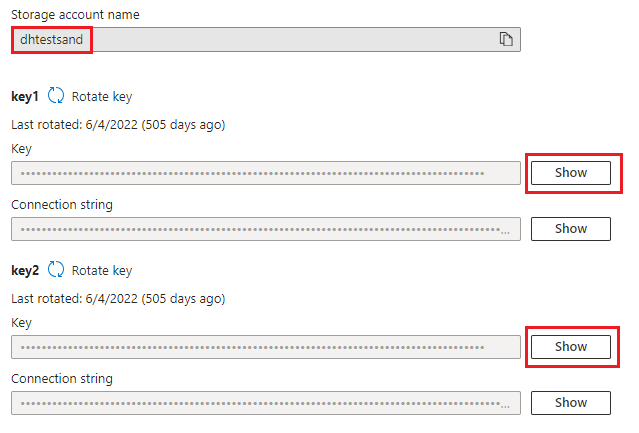 Storage account name
dhtestsand
key1 Rotate key
Last rotated: 6/4/2022 (505 days ago)
Key
•••••••••••••••••••••••••••••••••••••••••••••••••••••••••••••••••••••••••••••••••••••••• Show
Connection string
••••••••••••••••••••••••••••••••••••••••••••••••••••••••••••••••••••••••••••••••••••••••••• ... Show
key2 Rotate key
Last rotated: 6/4/2022 (505 days ago)
Key
•••••••••••••••••••••••••••••••••••••••••••••••••••••••••••••••••••••••••••••••••••••••• Show
Connection string
••••••••••••••••••••••••••••••••••••••••••••••••••••••••••••••••••••••••••••••••••••••••••• ... Show